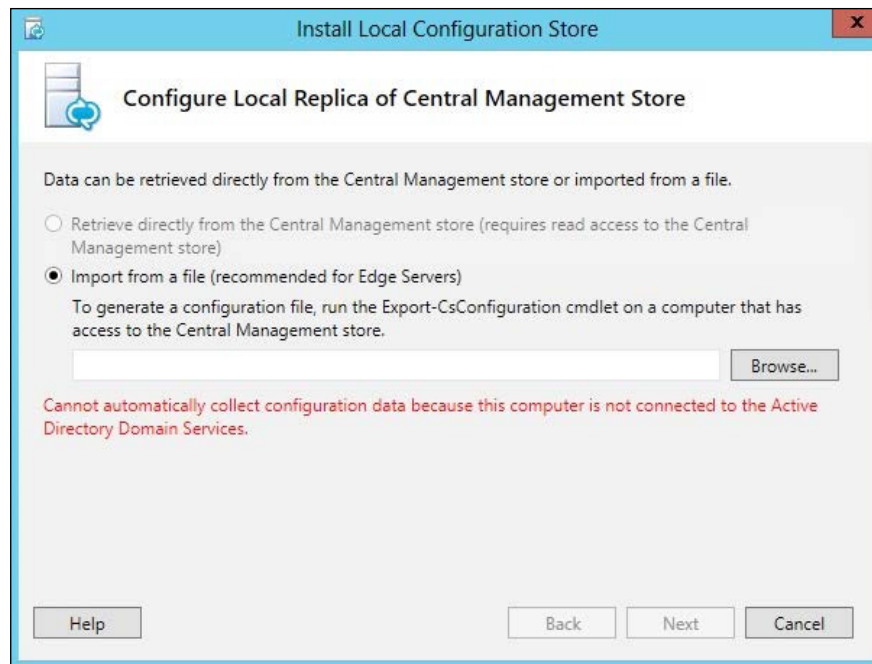 Install Local Configuration Store
x
Configure Local Replica of Central Management Store
Data can be retrieved directly from the Central Management store or imported from a file.
Retrieve directly from the Central Management store (requires read access to the Central
Management store)
Import from a file (recommended for Edge Servers)
To generate a configuration file, run the Export-CsConfiguration cmdlet on a computer that has
access to the Central Management store.
Browse...
Cannot automatically collect configuration data because this computer is not connected to the Active
Directory Domain Services.
Help
Back
Next
Cancel